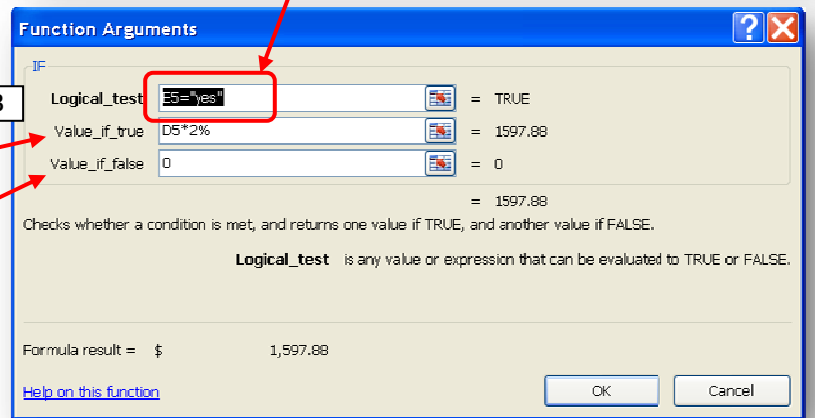 Function Arguments
IF
3
Logical_test E5="yes" = TRUE
Value_if_true D5*2% = 1597.88
Value_if_false 0 = 0
= 1597.88
Checks whether a condition is met, and returns one value if TRUE, and another value if FALSE.
Logical_test is any value or expression that can be evaluated to TRUE or FALSE.
Formula result = $ 1,597.88
Help on this function OK Cancel